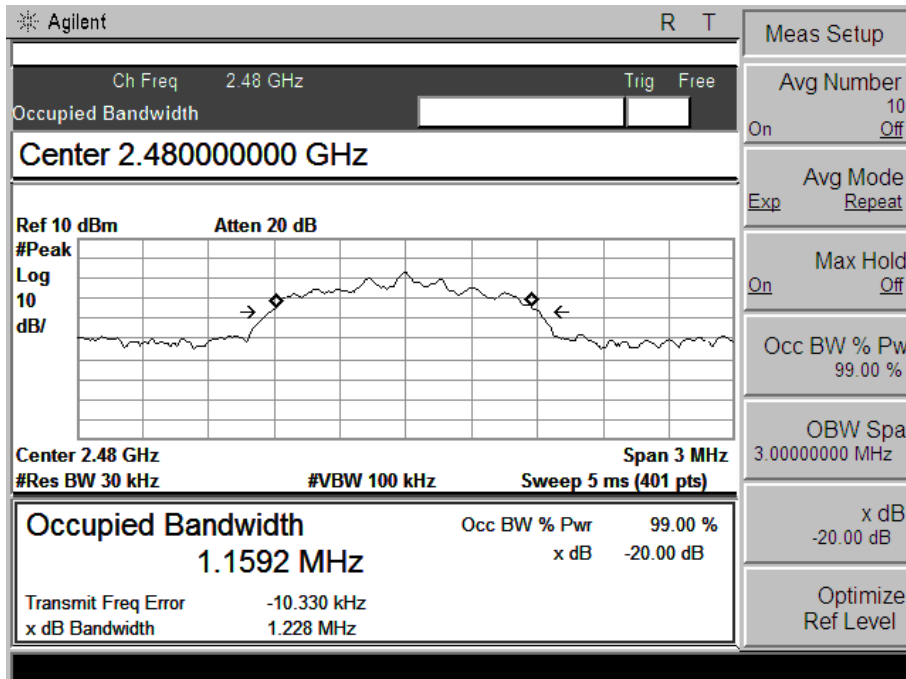 Agilent R T
Ch Freq 2.48 GHz Trig Free
Occupied Bandwidth
Center 2.480000000 GHz
Ref 10 dBm Atten 20 dB
#Peak
Log
10
dB/
Center 2.48 GHz Span 3 MHz
#Res BW 30 kHz #VBW 100 kHz Sweep 5 ms (401 pts)
Occupied Bandwidth Occ BW % Pwr 99.00 %
1.1592 MHz x dB -20.00 dB
Transmit Freq Error -10.330 kHz
x dB Bandwidth 1.228 MHz
Meas Setup
Avg Number
10
On Off
Avg Mode
Exp Repeat
Max Hold
On Off
Occ BW % Pw
99.00 %
OBW Spa
3.00000000 MHz
x dB
-20.00 dB
Optimize
Ref Level